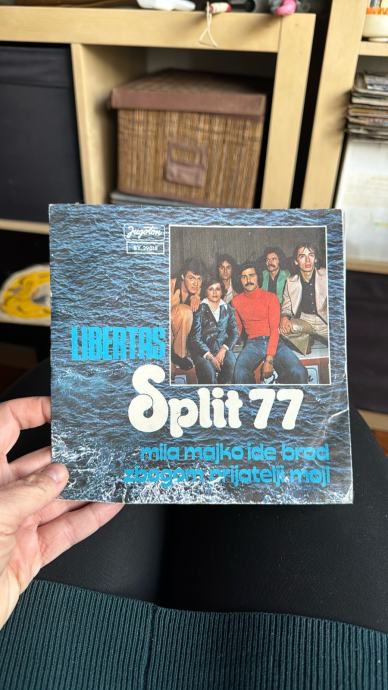 Jugoton
LIBERTAS
Split 77
mila majko ide brod
zbogom prijatelji moji